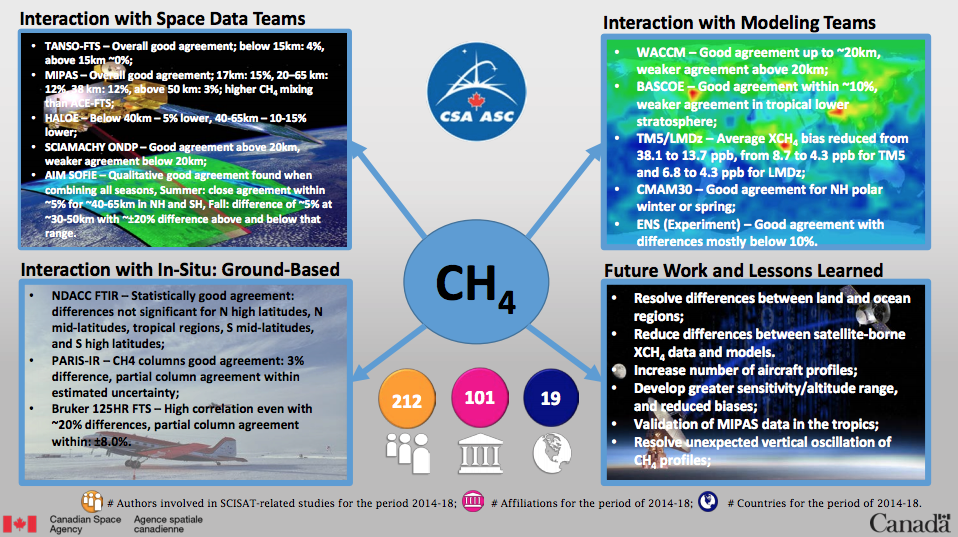 Interaction with Space Data Teams
• TANSO-FTS – Overall good agreement; below 15km: 4%,
above 15km ~0%;
• MIPAS – Overall good agreement; 17km: 15%, 20–65 km:
12%, 38 km: 12%, above 50 km: 3%; higher CH4 mixing
than ACE-FTS;
• HALOE – Below 40km – 5% lower, 40-65km – 10-15%
lower;
• SCIAMACHY ONDP – Good agreement above 20km,
weaker agreement below 20km;
• AIM SOFIE – Qualitative good agreement found when
combining all seasons, Summer: close agreement within
~5% for ~40-65km in NH and SH, Fall: difference of ~5% at
~30-50km with ~±20% difference above and below that
range.
CSA ASC
Interaction with Modeling Teams
• WACCM – Good agreement up to ~20km,
weaker agreement above 20km;
• BASCOE – Good agreement within ~10%,
weaker agreement in tropical lower
stratosphere;
• TM5/LMDz – Average XCH4 bias reduced from
38.1 to 13.7 ppb, from 8.7 to 4.3 ppb for TM5
and 6.8 to 4.3 ppb for LMDz;
• CMAM30 – Good agreement for NH polar
winter or spring;
• ENS (Experiment) – Good agreement with
differences mostly below 10%.
CH4
Interaction with In-Situ: Ground-Based
• NDACC FTIR – Statistically good agreement:
differences not significant for N high latitudes, N
mid-latitudes, tropical regions, S mid-latitudes,
and S high latitudes;
• PARIS-IR – CH4 columns good agreement: 3%
difference, partial column agreement within
estimated uncertainty;
• Bruker 125HR FTS – High correlation even with
~20% differences, partial column agreement
within: ±8.0%.
212
101
19
Future Work and Lessons Learned
• Resolve differences between land and ocean
regions;
• Reduce differences between satellite-borne
XCH4 data and models.
• Increase number of aircraft profiles;
• Develop greater sensitivity/altitude range,
and reduced biases;
• Validation of MIPAS data in the tropics;
• Resolve unexpected vertical oscillation of
CH4 profiles;
# Authors involved in SCISAT-related studies for the period 2014-18; # Affiliations for the period of 2014-18; # Countries for the period of 2014-18.
Canadian Space
Agency
Agence spatiale
canadienne
Canada